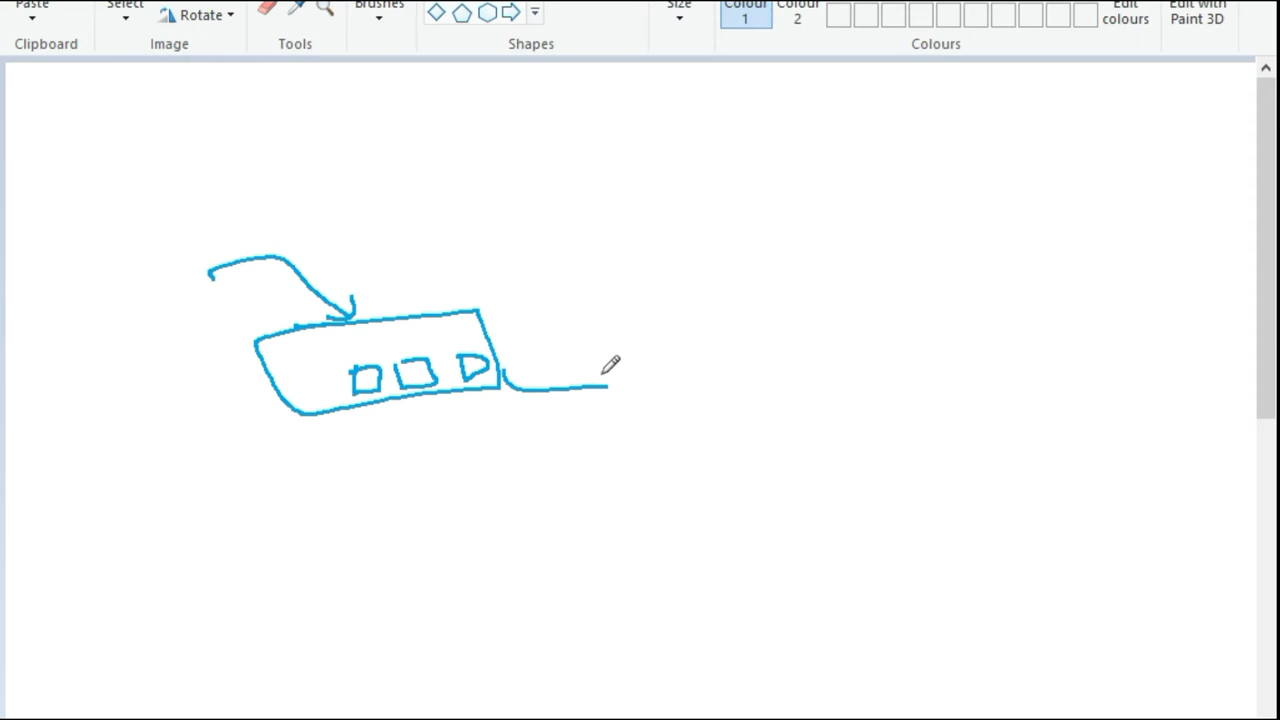 Paste Select Brushes Size Colour Colour Edit Edit with
Rotate 1 2 colours Paint 3D
Clipboard Image Tools Shapes Colours